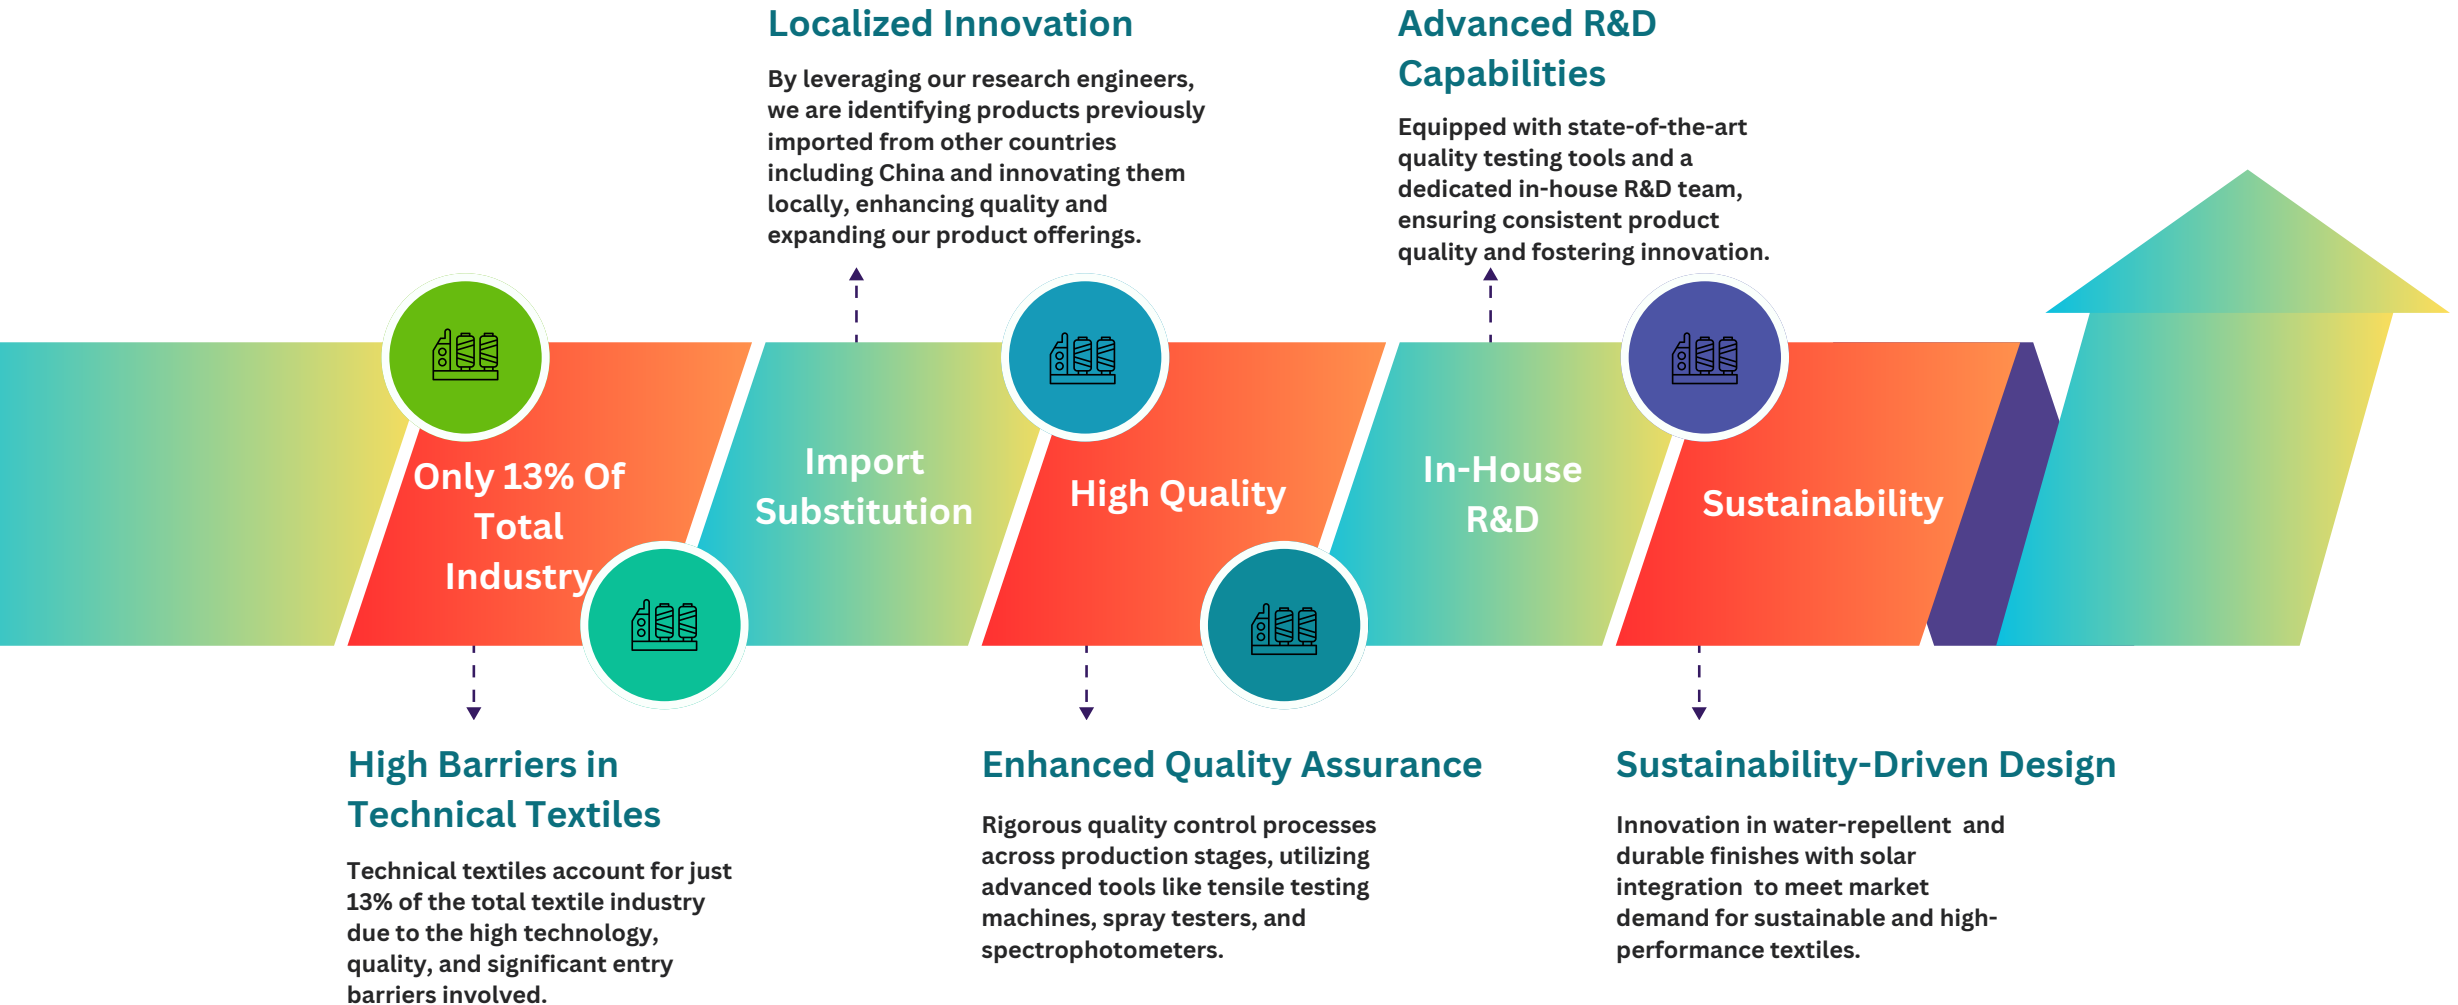 Localized Innovation
By leveraging our research engineers,
we are identifying products previously
imported from other countries
including China and innovating them
locally, enhancing quality and
expanding our product offerings.
Advanced R&D
Capabilities
Equipped with state-of-the-art
quality testing tools and a
dedicated in-house R&D team,
ensuring consistent product
quality and fostering innovation.
Only 13% Of
Total
Industry
Import
Substitution
High Quality
In-House
R&D
Sustainability
High Barriers in
Technical Textiles
Technical textiles account for just
13% of the total textile industry
due to the high technology,
quality, and significant entry
barriers involved.
Enhanced Quality Assurance
Rigorous quality control processes
across production stages, utilizing
advanced tools like tensile testing
machines, spray testers, and
spectrophotometers.
Sustainability-Driven Design
Innovation in water-repellent  and
durable finishes with solar
integration  to meet market
demand for sustainable and high-
performance textiles.